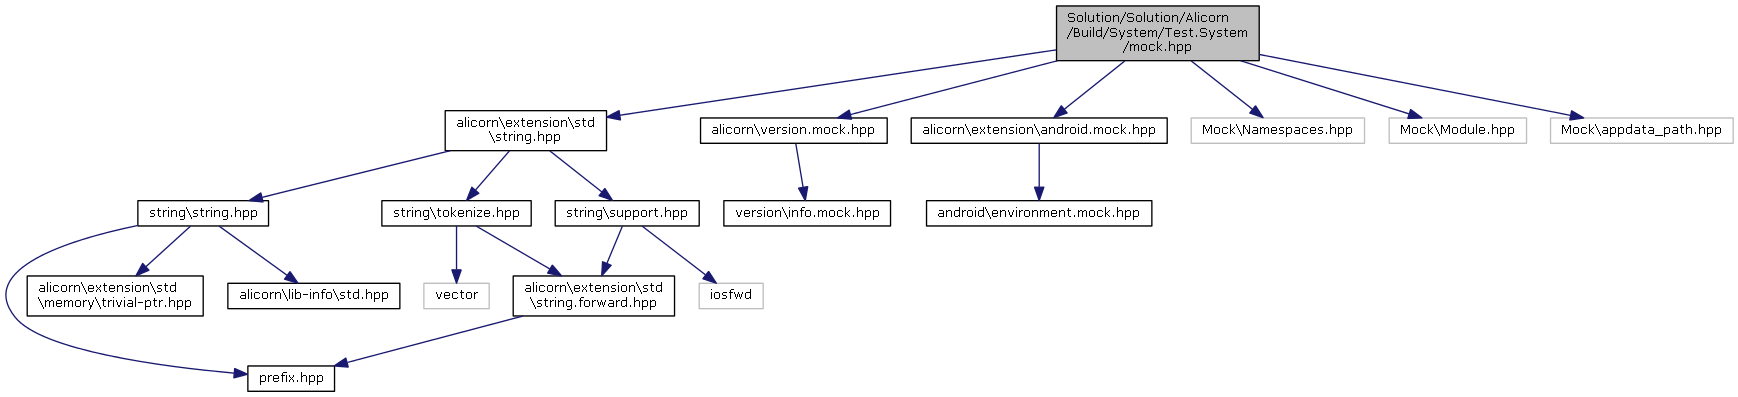 Solution/Solution/Alicorn
/Build/System/Test.System
/mock.hpp
alicorn\extension\std
\string.hpp
alicorn\version.mock.hpp
alicorn\extension\android.mock.hpp
Mock\Namespaces.hpp
Mock\Module.hpp
Mock\appdata_path.hpp
string\string.hpp
string\tokenize.hpp
string\support.hpp
version\info.mock.hpp
android\environment.mock.hpp
alicorn\extension\std
\memory\trivial-ptr.hpp
alicorn\lib-info\std.hpp
vector
alicorn\extension\std
\string.forward.hpp
iosfwd
prefix.hpp